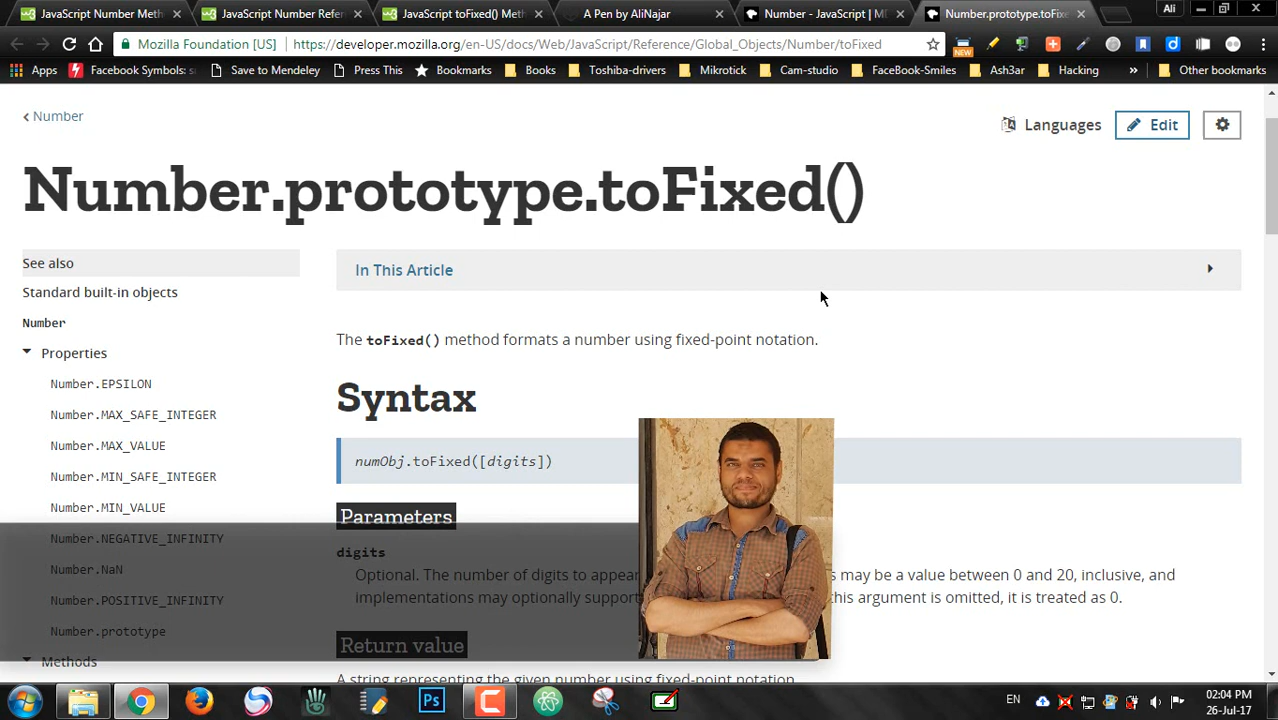 JavaScript Number Meth
JavaScript Number Refer
JavaScript toFixed() Met
A Pen by AliNajar
Number - JavaScript | M
Number.prototype.toFix
Ali
Mozilla Foundation [US]
https://developer.mozilla.org/en-US/docs/Web/JavaScript/Reference/Global_Objects/Number/toFixed
NEW
Apps
Facebook Symbols: s
Save to Mendeley
Press This
Bookmarks
Books
Toshiba-drivers
Mikrotick
Cam-studio
FaceBook-Smiles
Ash3ar
Hacking
»
Other bookmarks
Number
Languages
Edit
Number.prototype.toFixed()
See also
Standard built-in objects
Number
Properties
Number.EPSILON
Number.MAX_SAFE_INTEGER
Number.MAX_VALUE
Number.MIN_SAFE_INTEGER
Number.MIN_VALUE
Number.NEGATIVE_INFINITY
Number.NaN
Number.POSITIVE_INFINITY
Number.prototype
Methods
In This Article
The toFixed() method formats a number using fixed-point notation.
Syntax
numObj.toFixed([digits])
Parameters
digits
Optional. The number of digits to appear s may be a value between 0 and 20, inclusive, and
implementations may optionally support this argument is omitted, it is treated as 0.
Return value
A string representing the given number using fixed-point notation.
Ps
EN
02:04 PM
26-Jul-17